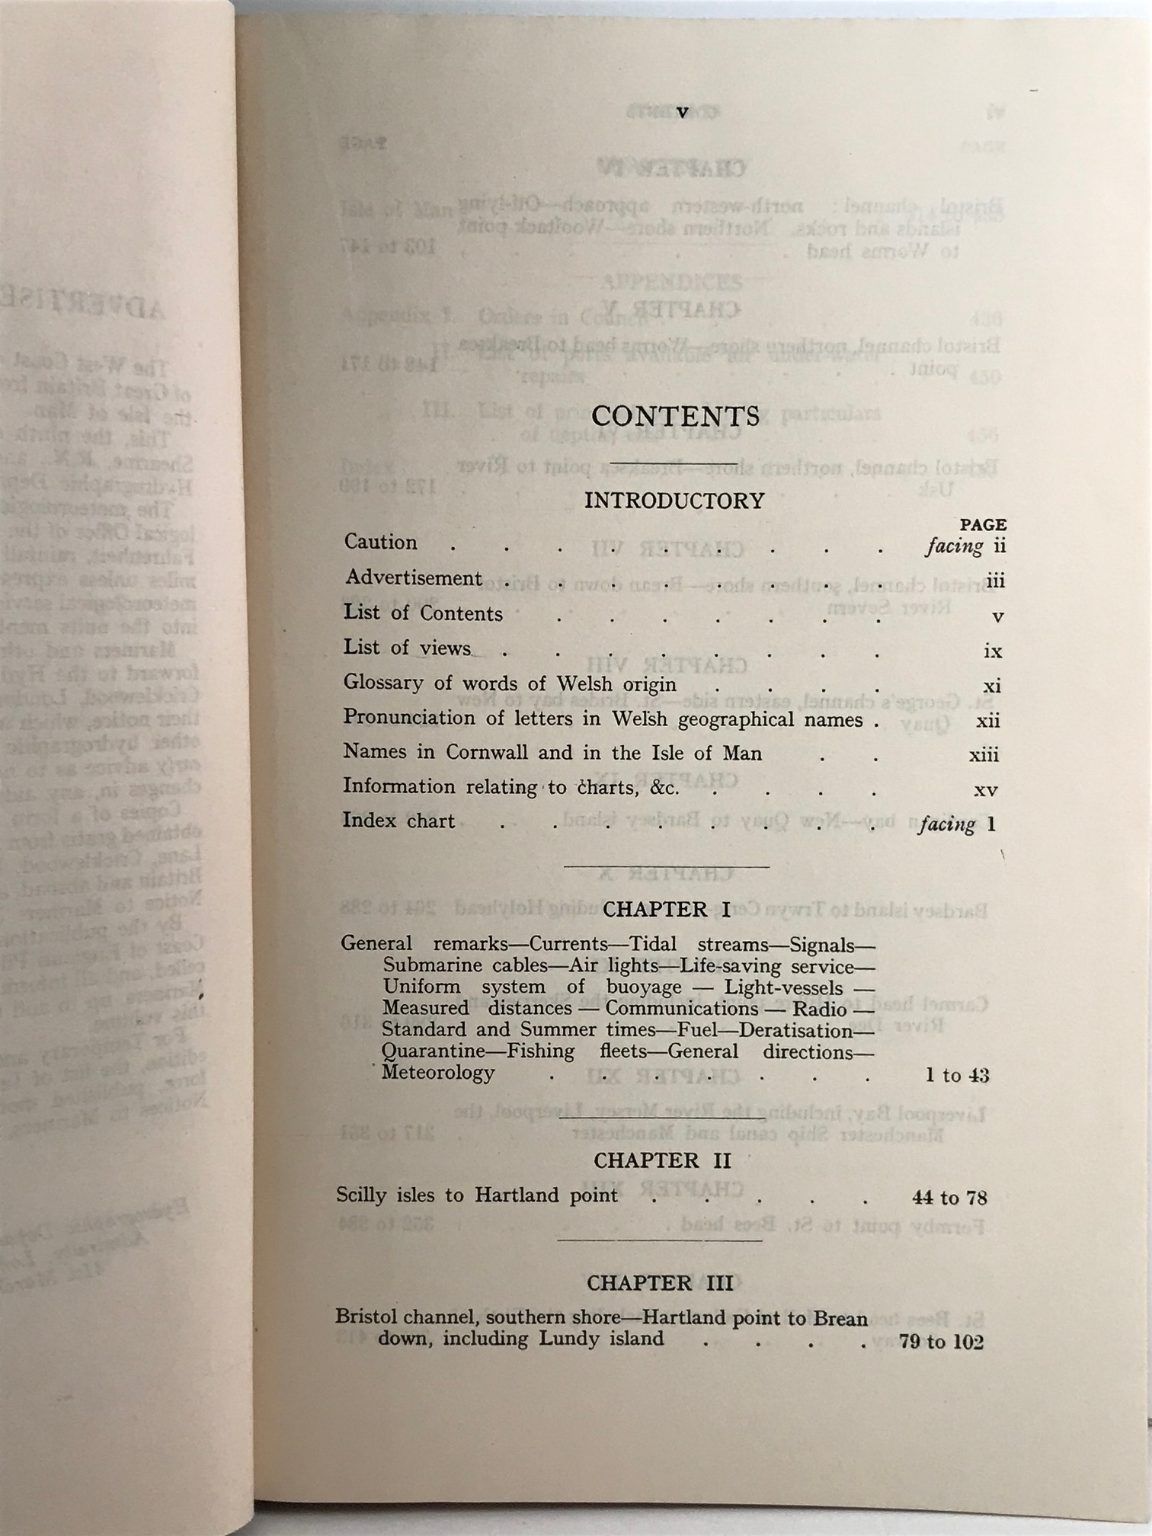 v
CONTENTS
INTRODUCTORY
PAGE
Caution . . . . . . . . . facing ii
Advertisement . . . . . . . . iii
List of Contents . . . . . . . v
List of views . . . . . . . . ix
Glossary of words of Welsh origin . . . . xi
Pronunciation of letters in Welsh geographical names . xii
Names in Cornwall and in the Isle of Man . . xiii
Information relating to charts, &c. . . . . xv
Index chart . . . . . . . . facing 1
CHAPTER I
General remarks—Currents—Tidal streams—Signals—
Submarine cables—Air lights—Life-saving service—
Uniform system of buoyage — Light-vessels —
Measured distances — Communications — Radio —
Standard and Summer times—Fuel—Deratisation—
Quarantine—Fishing fleets—General directions—
Meteorology . . . . . . . 1 to 43
CHAPTER II
Scilly isles to Hartland point . . . . . 44 to 78
CHAPTER III
Bristol channel, southern shore—Hartland point to Brean
down, including Lundy island . . . . 79 to 102